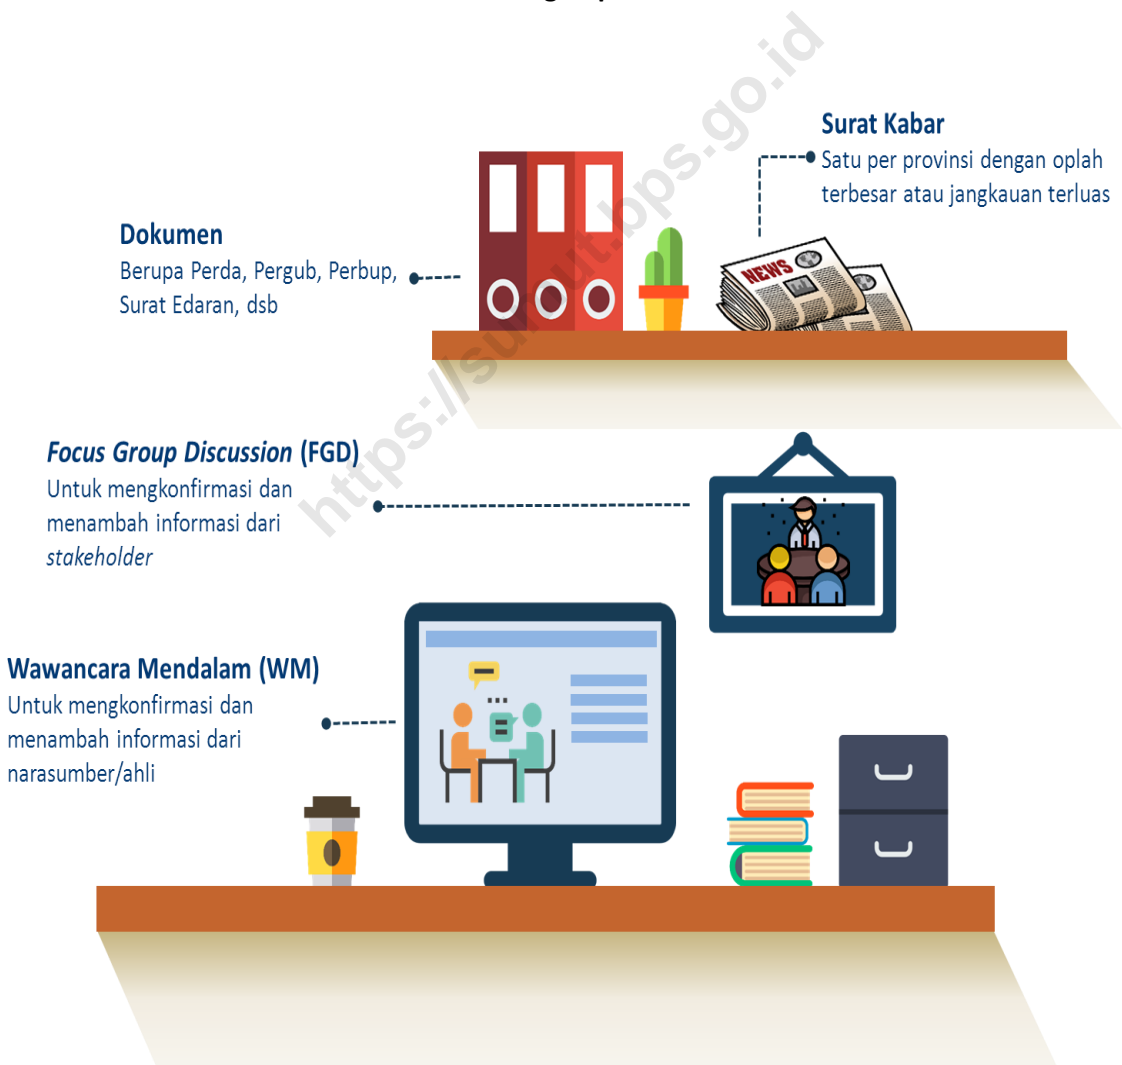 Surat Kabar
Satu per provinsi dengan oplah
terbesar atau jangkauan terluas
Dokumen
Berupa Perda, Pergub, Perbup,
Surat Edaran, dsb
NEWS
Focus Group Discussion (FGD)
Untuk mengkonfirmasi dan
menambah informasi dari
stakeholder
Wawancara Mendalam (WM)
Untuk mengkonfirmasi dan
menambah informasi dari
narasumber/ahli
https://sumut.bps.go.id